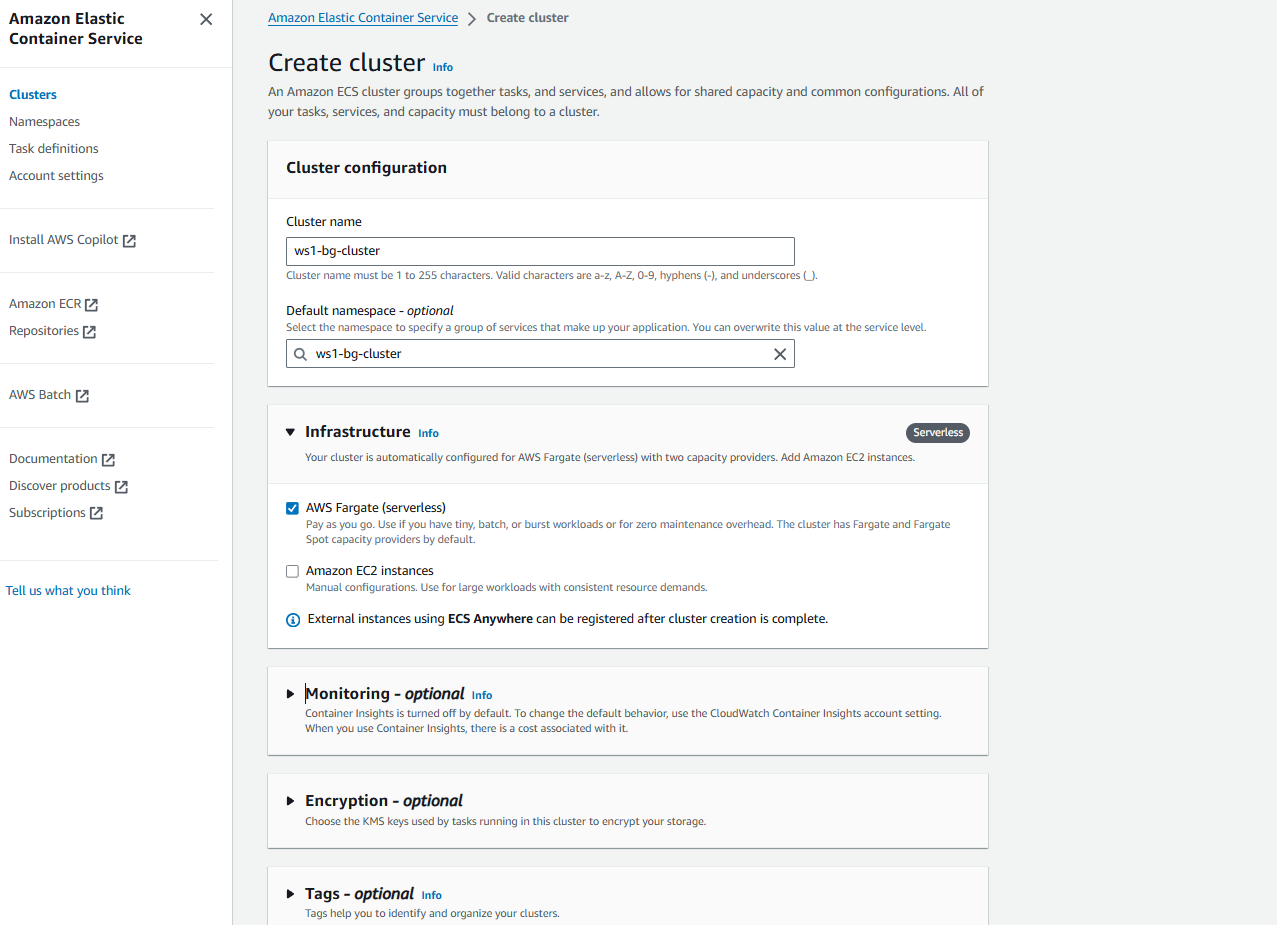 Amazon Elastic
Container Service
Clusters
Namespaces
Task definitions
Account settings
Install AWS Copilot
Amazon ECR
Repositories
AWS Batch
Documentation
Discover products
Subscriptions
Tell us what you think
Amazon Elastic Container Service > Create cluster
Create cluster Info
An Amazon ECS cluster groups together tasks, and services, and allows for shared capacity and common configurations. All of
your tasks, services, and capacity must belong to a cluster.
Cluster configuration
Cluster name
ws1-bg-cluster
Cluster name must be 1 to 255 characters. Valid characters are a-z, A-Z, 0-9, hyphens (-), and underscores (_).
Default namespace - optional
Select the namespace to specify a group of services that make up your application. You can overwrite this value at the service level.
ws1-bg-cluster
Infrastructure Info Serverless
Your cluster is automatically configured for AWS Fargate (serverless) with two capacity providers. Add Amazon EC2 instances.
AWS Fargate (serverless)
Pay as you go. Use if you have tiny, batch, or burst workloads or for zero maintenance overhead. The cluster has Fargate and Fargate
Spot capacity providers by default.
Amazon EC2 instances
Manual configurations. Use for large workloads with consistent resource demands.
External instances using ECS Anywhere can be registered after cluster creation is complete.
Monitoring - optional Info
Container Insights is turned off by default. To change the default behavior, use the CloudWatch Container Insights account setting.
When you use Container Insights, there is a cost associated with it.
Encryption - optional
Choose the KMS keys used by tasks running in this cluster to encrypt your storage.
Tags - optional Info
Tags help you to identify and organize your clusters.